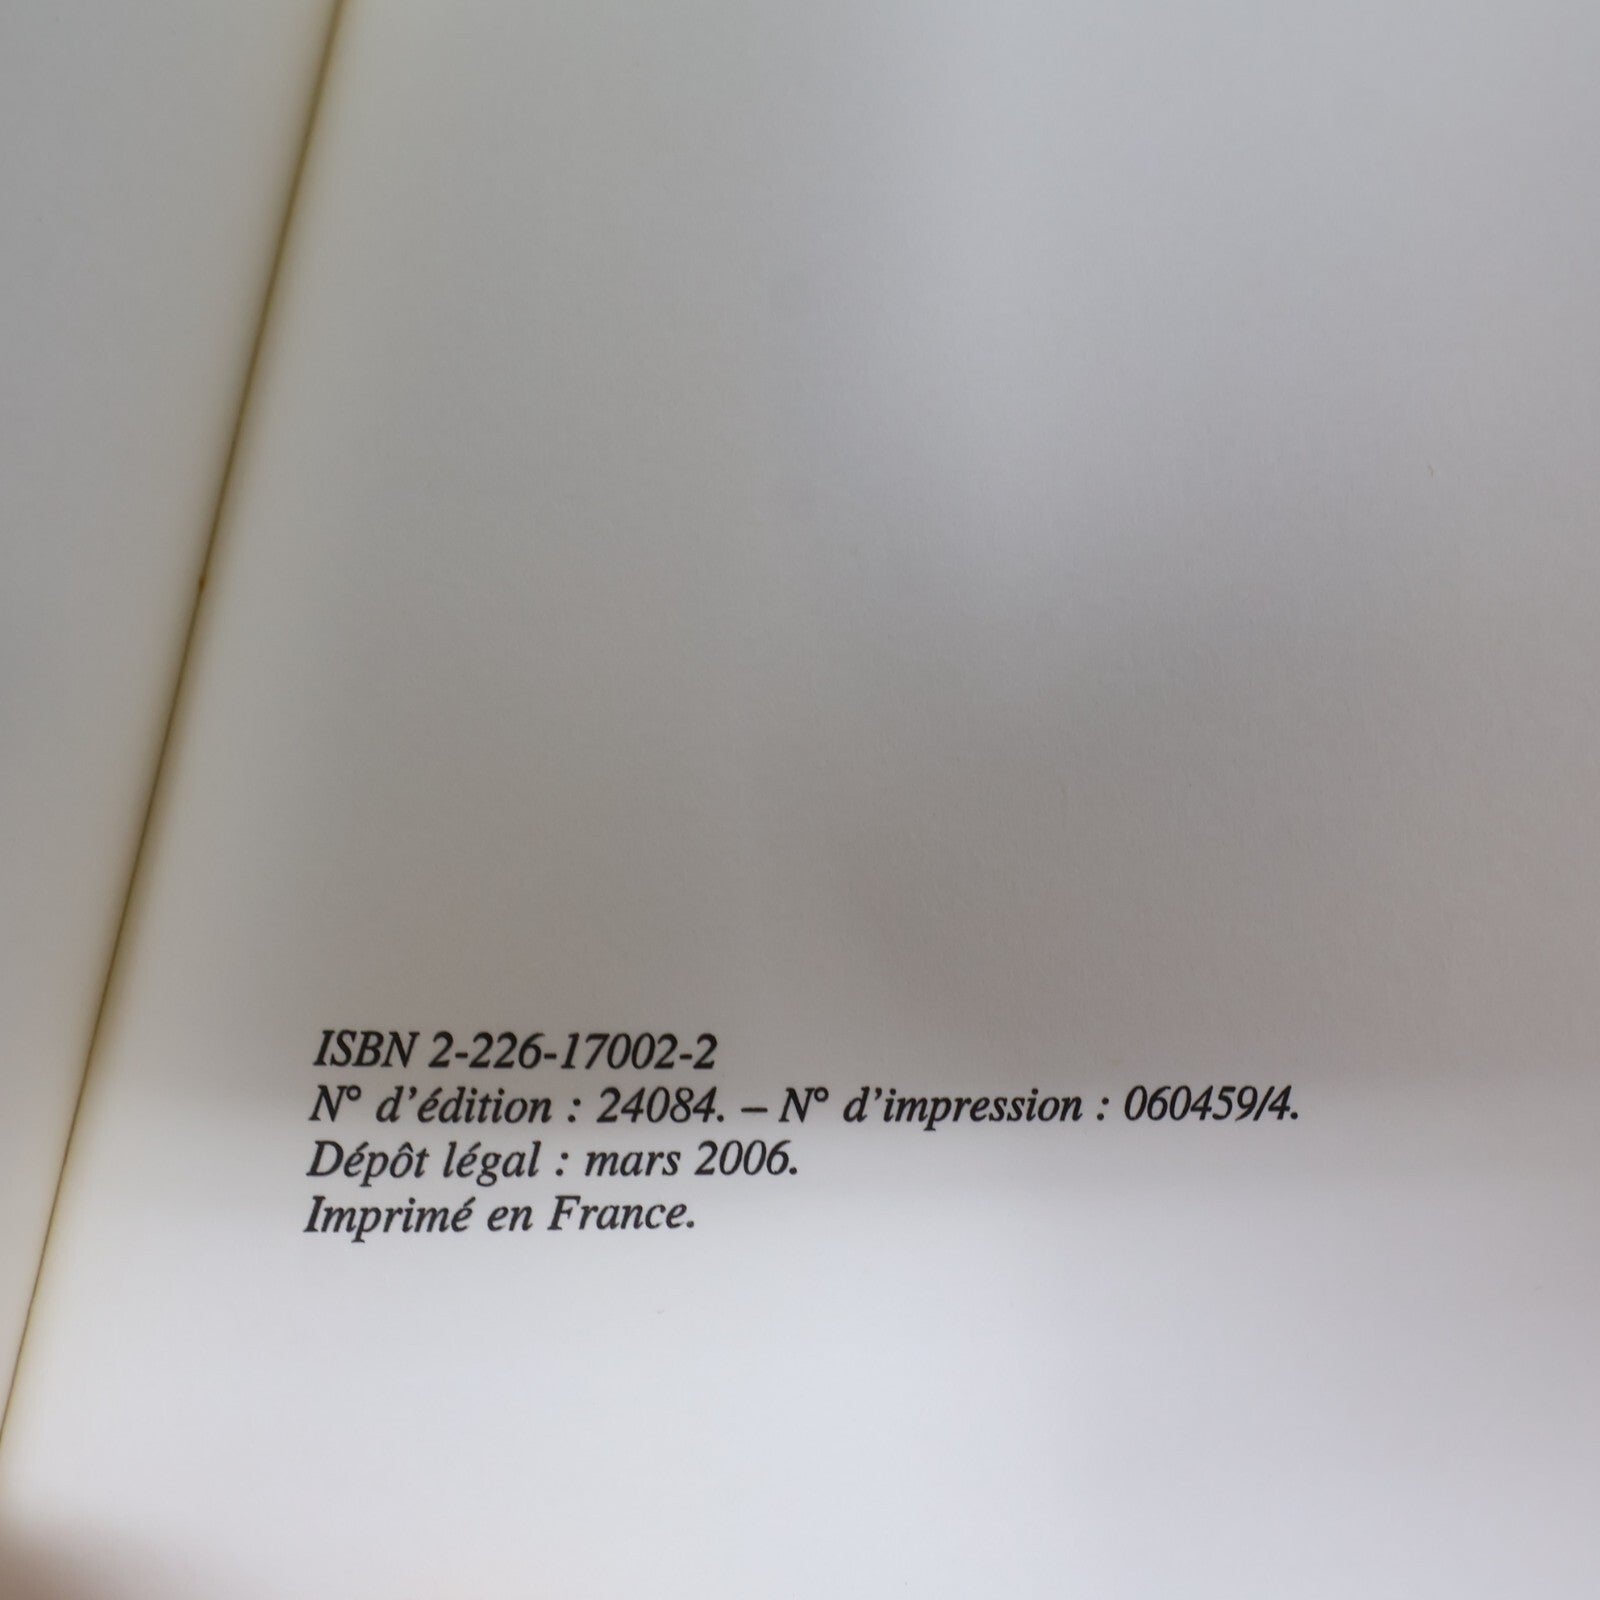 ISBN 2-226-17002-2
N° d'édition : 24084. – N° d'impression : 060459/4.
Dépôt légal : mars 2006.
Imprimé en France.